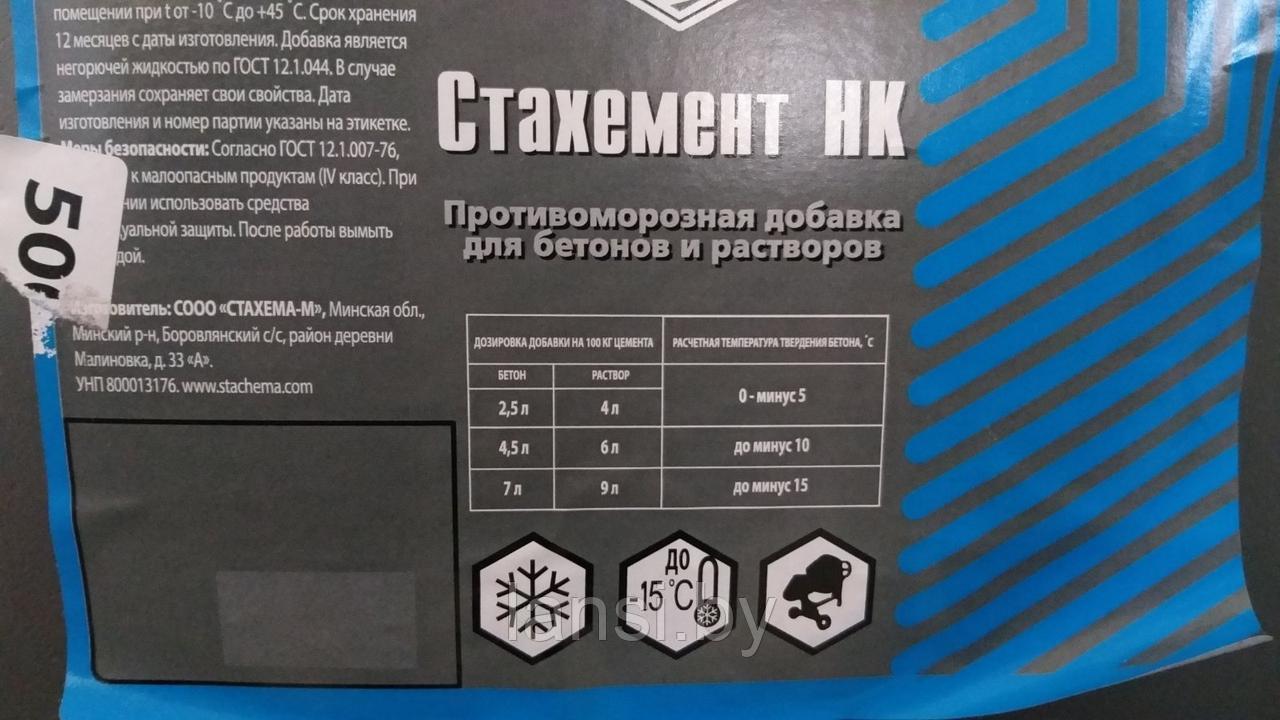 помещении при t от -10 ˚С до +45 ˚С. Срок хранения
12 месяцев с даты изготовления. Добавка является
негорючей жидкостью по ГОСТ 12.1.044. В случае
замерзания сохраняет свои свойства. Дата
изготовления и номер партии указаны на этикетке.
Меры безопасности: Согласно ГОСТ 12.1.007-76,
к малоопасным продуктам (IV класс). При
нии использовать средства
уальной защиты. После работы вымыть
дой.
Изготовитель: СООО «СТАХЕМА-М», Минская обл.,
Минский р-н, Боровлянский с/с, район деревни
Малиновка, д. 33 «А».
УНП 800013176. www.stachema.com
50
Стахемент НК
Противоморозная добавка
для бетонов и растворов
ДОЗИРОВКА ДОБАВКИ НА 100 КГ ЦЕМЕНТА РАСЧЕТНАЯ ТЕМПЕРАТУРА ТВЕРДЕНИЯ БЕТОНА, ˚С
БЕТОН РАСТВОР
2,5 л 4 л 0 - минус 5
4,5 л 6 л до минус 10
7 л 9 л до минус 15
ДО
-15˚С
lansi.by